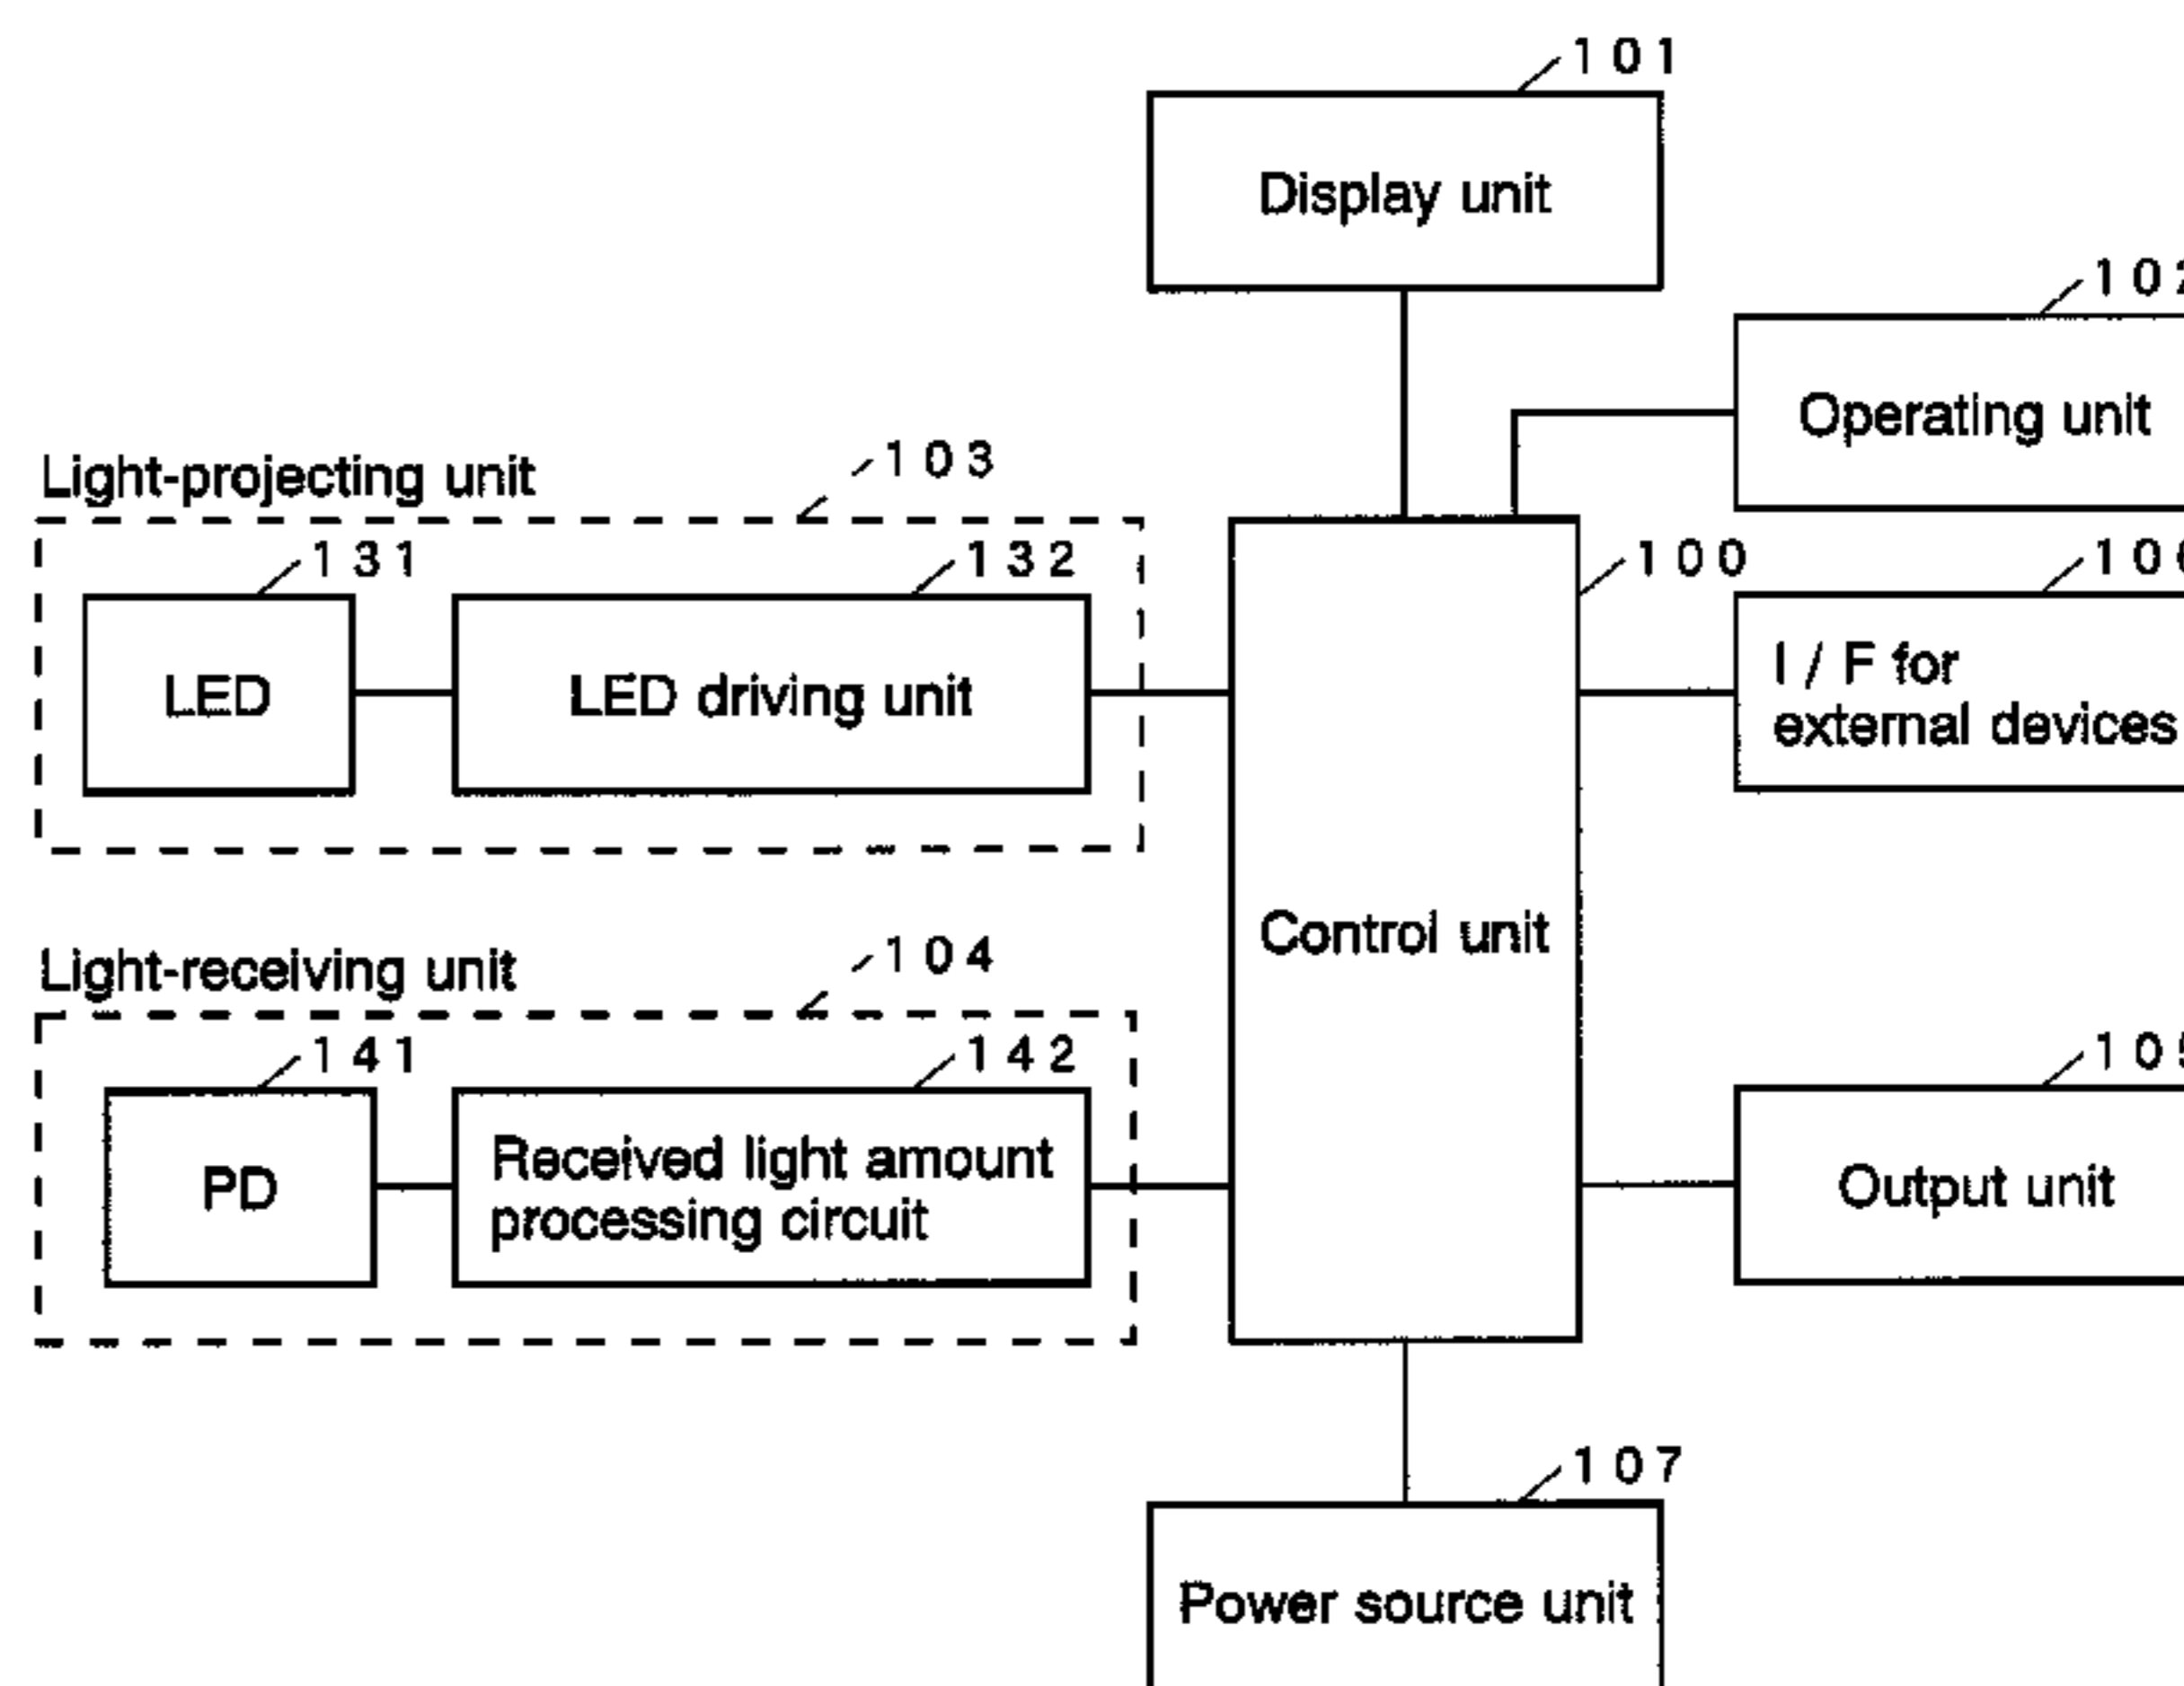 101
Display unit
102
Operating unit
Light-projecting unit
103
131
132
100
LED
LED driving unit
I / F for
external devices
Control unit
Light-receiving unit
104
141
142
PD
Received light amount
processing circuit
Output unit
107
Power source unit